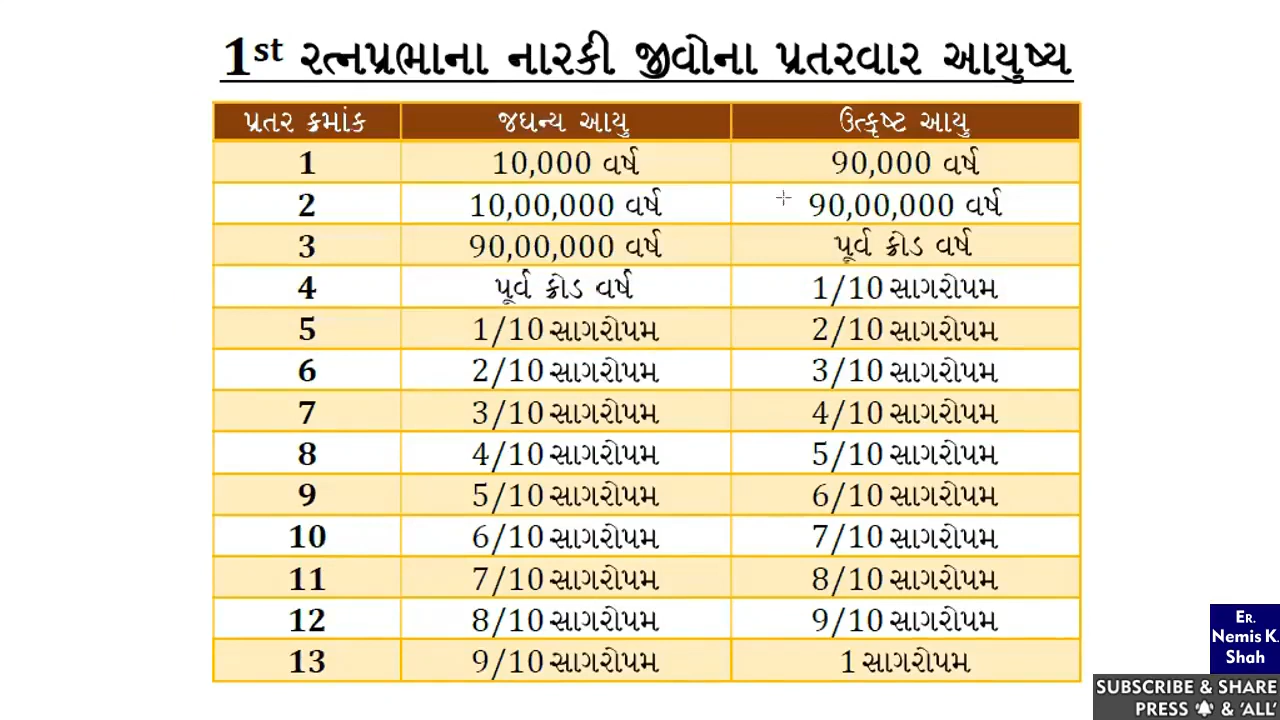 1st રત્નપ્રભાના નારકી જીવોના પ્રતરવાર આયુષ્ય
પ્રતર ક્રમાંક જઘન્ય આયુ ઉત્કૃષ્ટ આયુ
1 10,000 વર્ષ 90,000 વર્ષ
2 10,00,000 વર્ષ 90,00,000 વર્ષ
3 90,00,000 વર્ષ પૂર્વ ક્રોડ વર્ષ
4 પૂર્વ ક્રોડ વર્ષ 1/10 સાગરોપમ
5 1/10 સાગરોપમ 2/10 સાગરોપમ
6 2/10 સાગરોપમ 3/10 સાગરોપમ
7 3/10 સાગરોપમ 4/10 સાગરોપમ
8 4/10 સાગરોપમ 5/10 સાગરોપમ
9 5/10 સાગરોપમ 6/10 સાગરોપમ
10 6/10 સાગરોપમ 7/10 સાગરોપમ
11 7/10 સાગરોપમ 8/10 સાગરોપમ
12 8/10 સાગરોપમ 9/10 સાગરોપમ
13 9/10 સાગરોપમ 1 સાગરોપમ
ER.
Nemis K.
Shah
SUBSCRIBE & SHARE
PRESS & 'ALL'